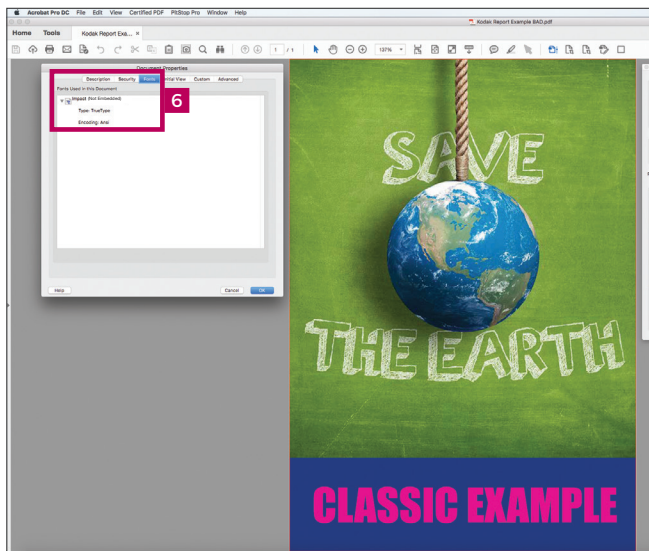 Acrobat Pro DC File Edit View Certified PDF PitStop Pro Window Help
Kodak Report Example BAD.pdf
Home Tools Kodak Report Exa... ×
1 / 1 137%
Document Properties
Description Security Fonts Initial View Custom Advanced
Fonts Used in this Document
Impact (Not Embedded)
Type: TrueType
Encoding: Ansi
6
Help Cancel OK
SAVE
THE EARTH
CLASSIC EXAMPLE